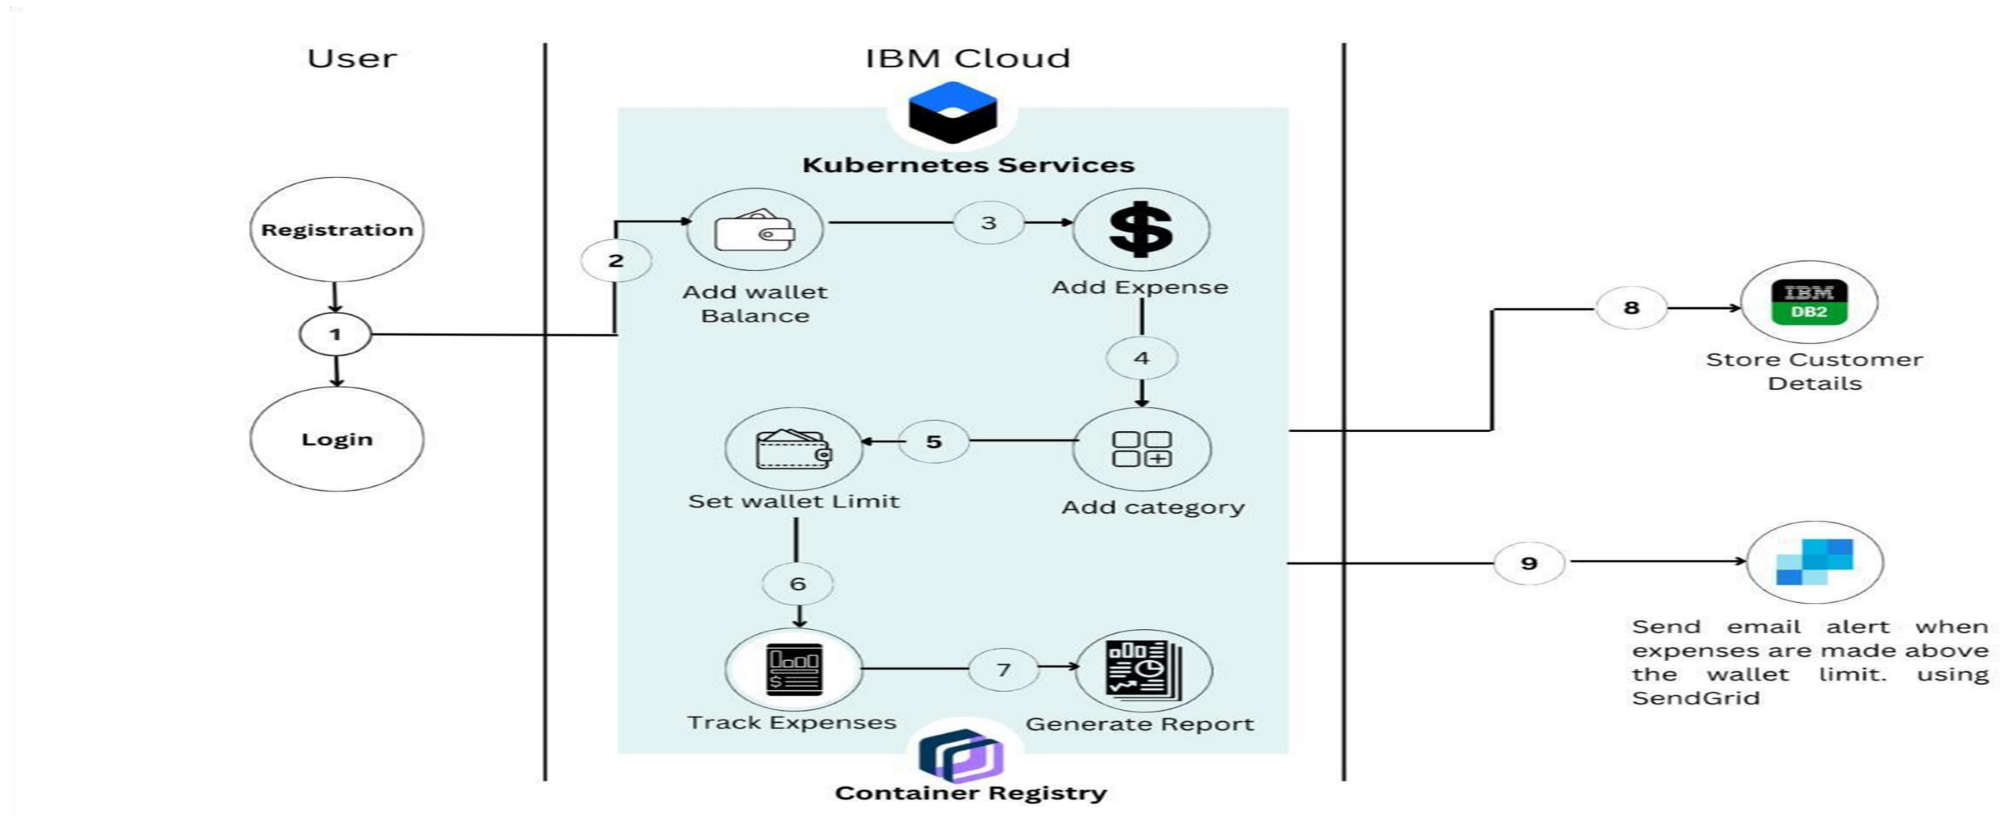 User
IBM Cloud
Kubernetes Services
Registration
1
Login
2
Add wallet
Balance
3
Add Expense
4
Add category
5
Set wallet Limit
6
Track Expenses
7
Generate Report
Container Registry
8
IBM
DB2
Store Customer
Details
9
Send email alert when
expenses are made above
the wallet limit. using
SendGrid